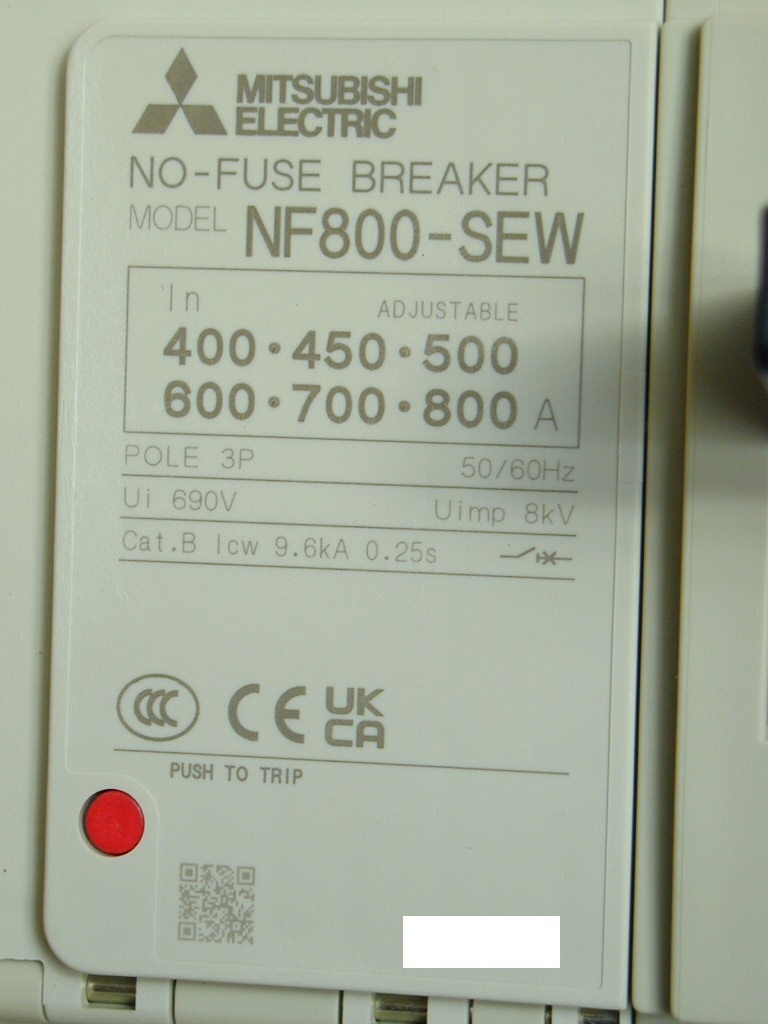 MITSUBISHI
ELECTRIC
NO-FUSE BREAKER
MODEL NF800-SEW
In ADJUSTABLE
400・450・500
600・700・800 A
POLE 3P 50/60Hz
Ui 690V Uimp 8kV
Cat.B Icw 9.6kA 0.25s
CCC CE UK
CA
PUSH TO TRIP